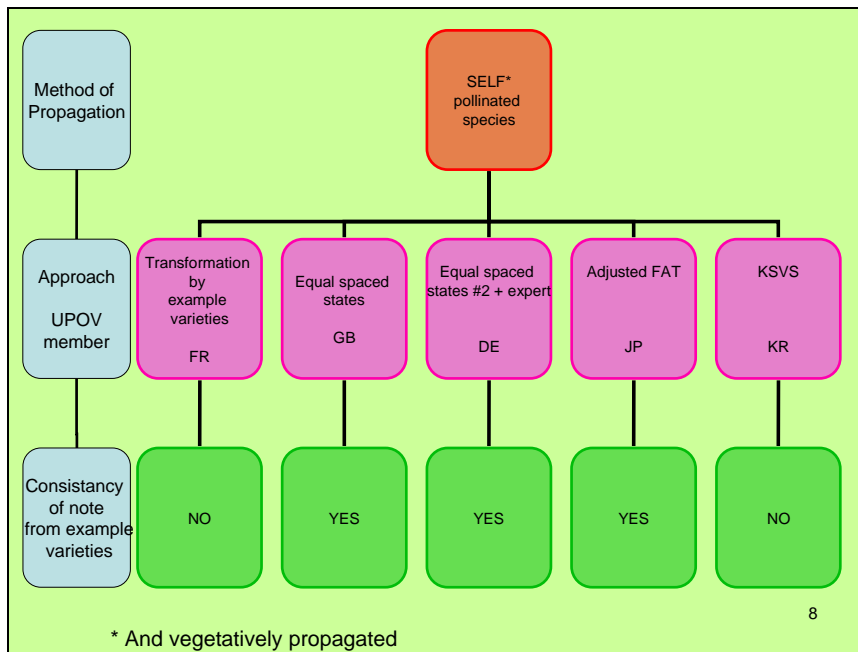 Method of
Propagation
SELF*
pollinated
species
Approach
UPOV
member
Transformation
by
example
varieties
FR
Equal spaced
states
GB
Equal spaced
states #2 + expert
DE
Adjusted FAT
JP
KSVS
KR
Consistancy
of note
from example
varieties
NO
YES
YES
YES
NO
8
* And vegetatively propagated